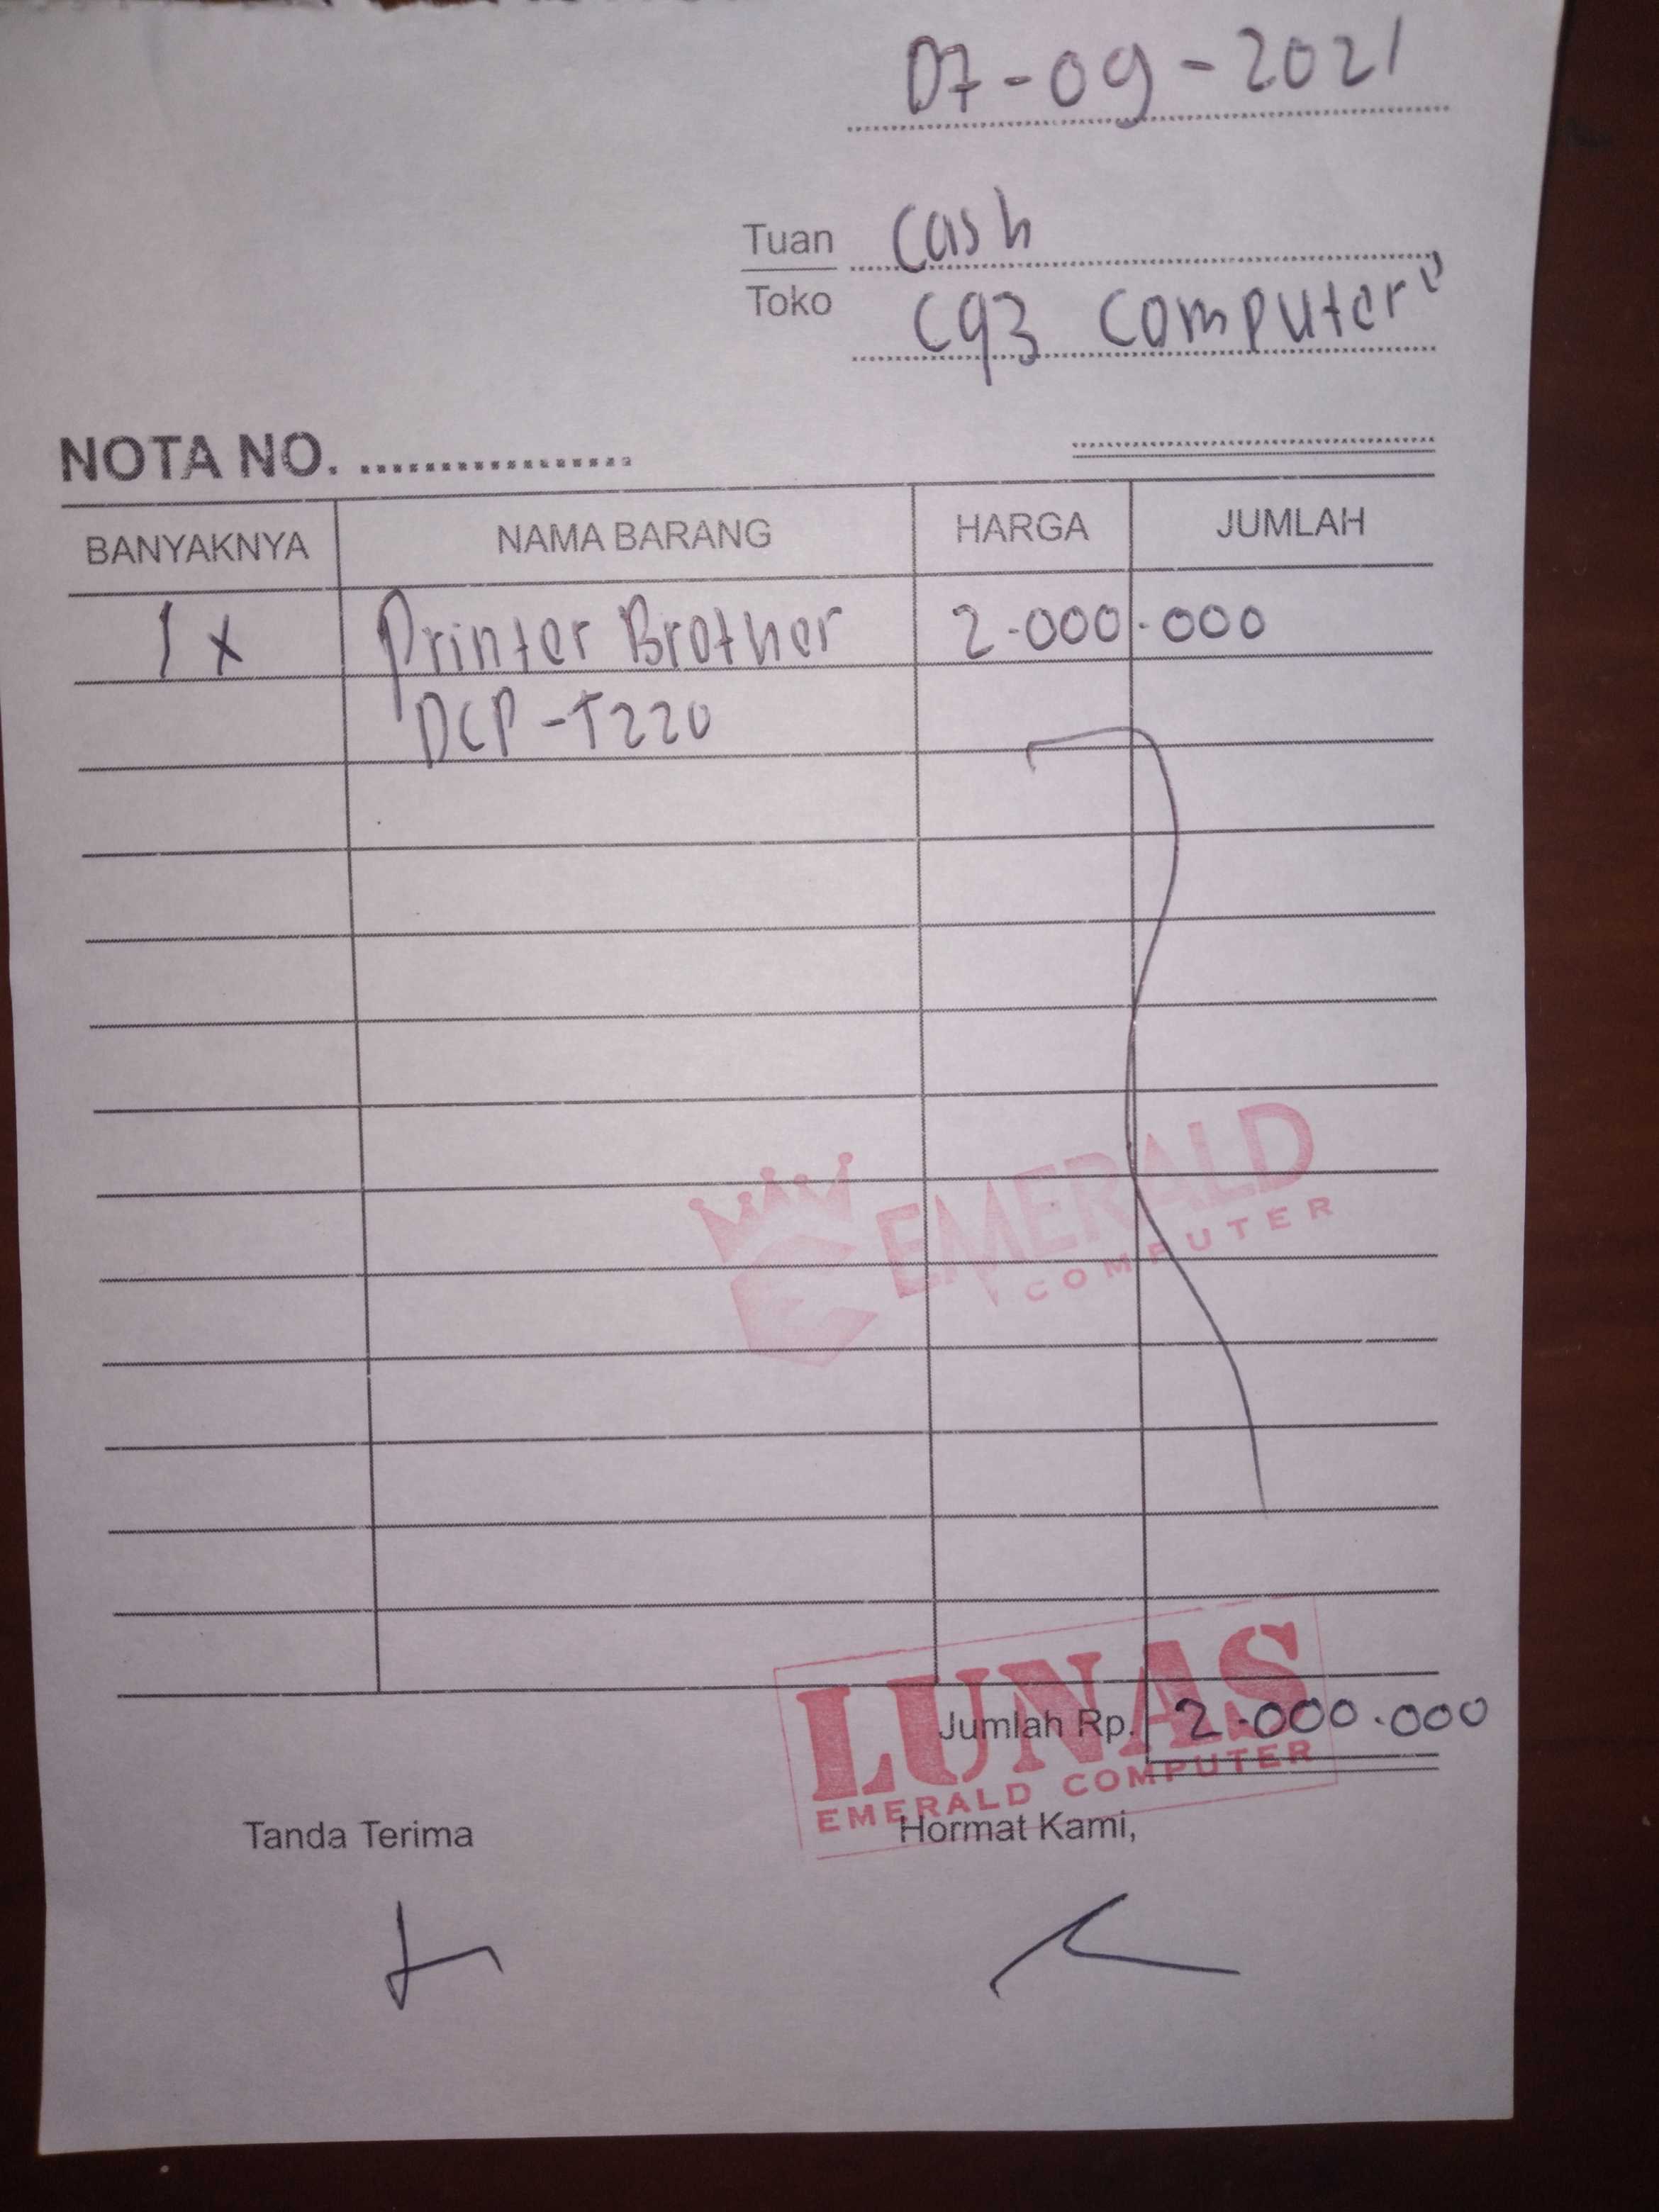 07-09-2021
Tuan Cash
Toko C93 Computer
NOTA NO. .................
BANYAKNYA NAMA BARANG HARGA JUMLAH
1 x Printer Brother 2.000.000
DCP-T220
EMERALD
COMPUTER
LUNAS
Jumlah Rp. 2.000.000
EMERALD COMPUTER
Tanda Terima Hormat Kami,